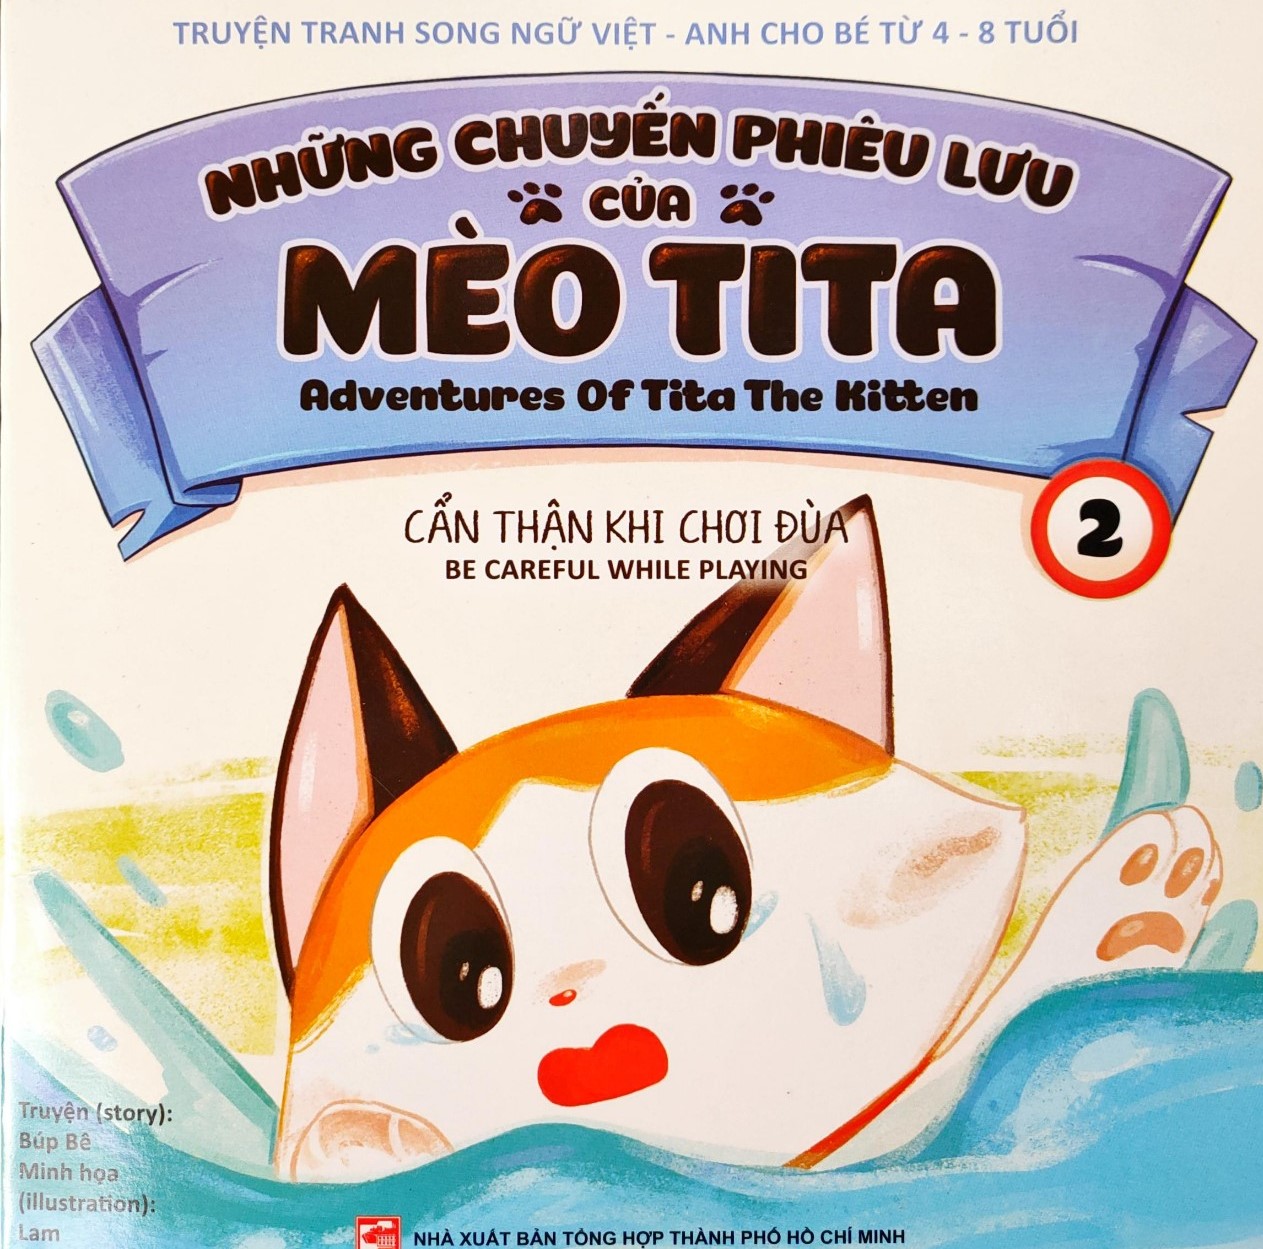 TRUYỆN TRANH SONG NGỮ VIỆT - ANH CHO BÉ TỪ 4 - 8 TUỔI
NHỮNG CHUYẾN PHIÊU LƯU
CỦA
MÈO TITA
Adventures Of Tita The Kitten
2
CẨN THẬN KHI CHƠI ĐÙA
BE CAREFUL WHILE PLAYING
Truyện (story):
Búp Bê
Minh họa
(illustration):
Lam
NHÀ XUẤT BẢN TỔNG HỢP THÀNH PHỐ HỒ CHÍ MINH